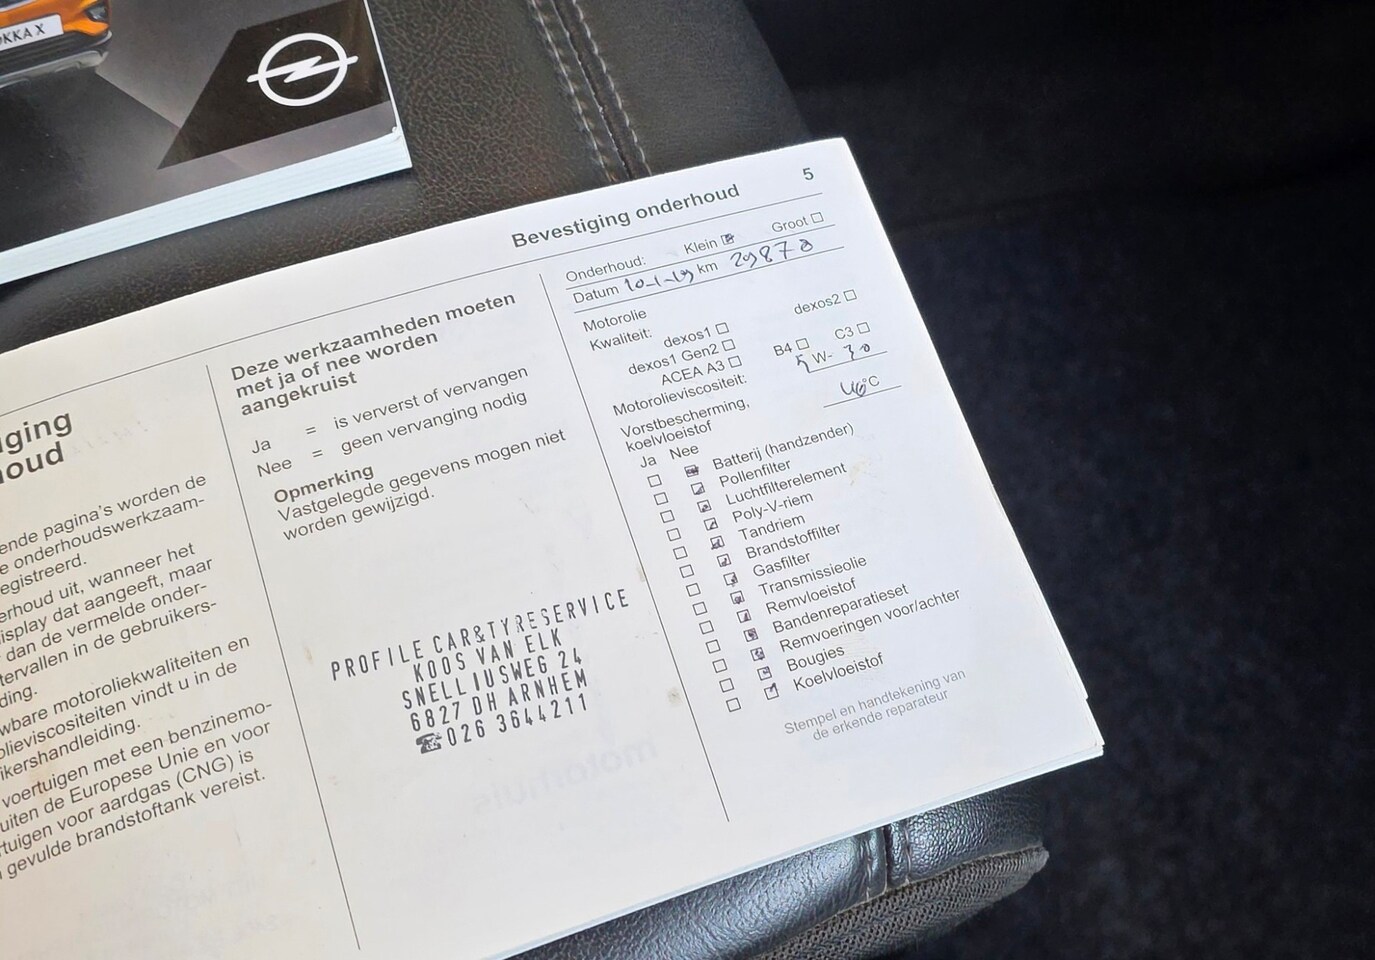 KKA X
5
Bevestiging onderhoud
ging
oud
ende pagina's worden de
e onderhoudswerkzaam-
egistreerd.
erhoud uit, wanneer het
isplay dat aangeeft, maar
dan de vermelde onder-
tervallen in de gebruikers-
ding.
wbare motoroliekwaliteiten en
olieviscositeiten vindt u in de
ikershandleiding.
voertuigen met een benzinemo-
uiten de Europese Unie en voor
rtuigen voor aardgas (CNG) is
gevulde brandstoftank vereist.
Deze werkzaamheden moeten
met ja of nee worden
aangekruist
Ja = is ververst of vervangen
Nee = geen vervanging nodig
Opmerking
Vastgelegde gegevens mogen niet
worden gewijzigd.
PROFILE CAR&TYRESERVICE
KOOS VAN ELK
SNELLIUSWEG 24
6827 DH ARNHEM
☎026 3644211
Onderhoud: Klein Groot
Datum 10-1-19 km 29870
Motorolie
Kwaliteit: dexos1 dexos2
dexos1 Gen2
ACEA A3 B4 C3
Motorolieviscositeit: 5 W- 30
Vorstbescherming,
koelvloeistof °C
Ja Nee
Batterij (handzender)
Pollenfilter
Luchtfilterelement
Poly-V-riem
Tandriem
Brandstoffilter
Gasfilter
Transmissieolie
Remvloeistof
Bandenreparatieset
Remvoeringen voor/achter
Bougies
Koelvloeistof
Stempel en handtekening van
de erkende reparateur